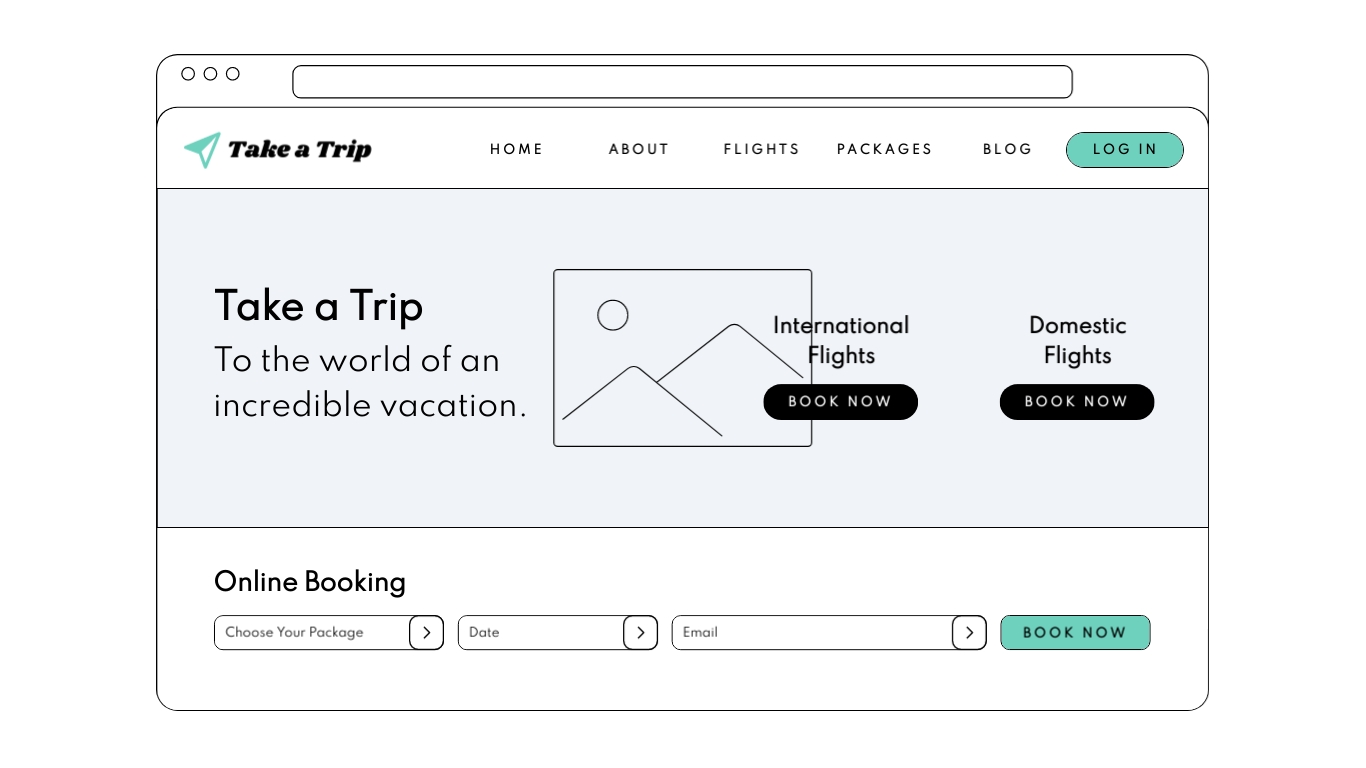 Take a Trip
HOME
ABOUT
FLIGHTS
PACKAGES
BLOG
LOG IN
Take a Trip
To the world of an
incredible vacation.
International
Flights
BOOK NOW
Domestic
Flights
BOOK NOW
Online Booking
Choose Your Package
Date
Email
BOOK NOW